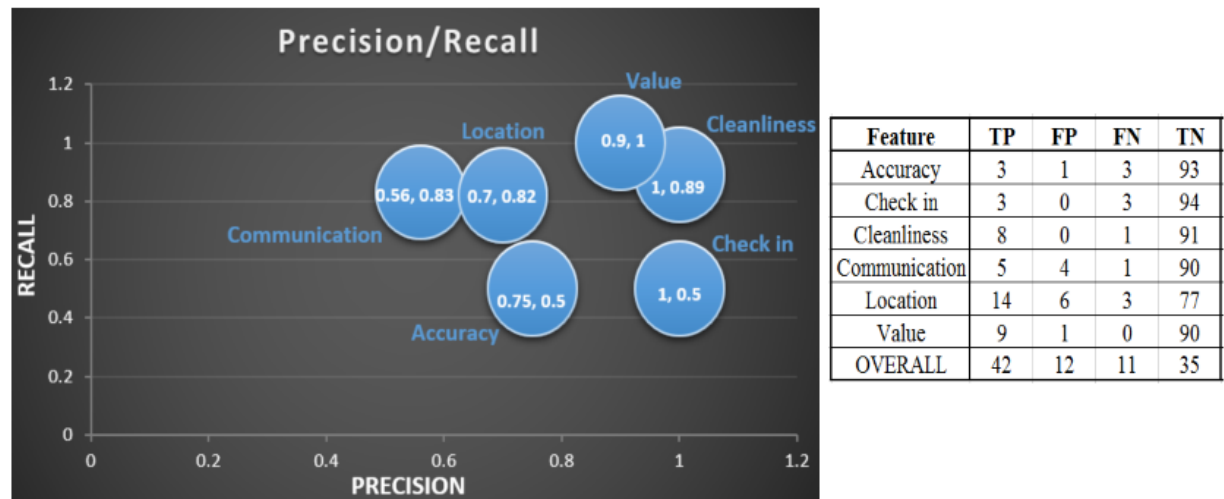 Precision/Recall
1.2
1
0.8
0.6
0.4
0.2
0
RECALL
0
0.2
0.4
0.6
0.8
1
1.2
PRECISION
Value
0.9, 1
Cleanliness
1, 0.89
Location
0.7, 0.82
0.56, 0.83
Communication
Check in
1, 0.5
0.75, 0.5
Accuracy
Feature TP FP FN TN
Accuracy 3 1 3 93
Check in 3 0 3 94
Cleanliness 8 0 1 91
Communication 5 4 1 90
Location 14 6 3 77
Value 9 1 0 90
OVERALL 42 12 11 35